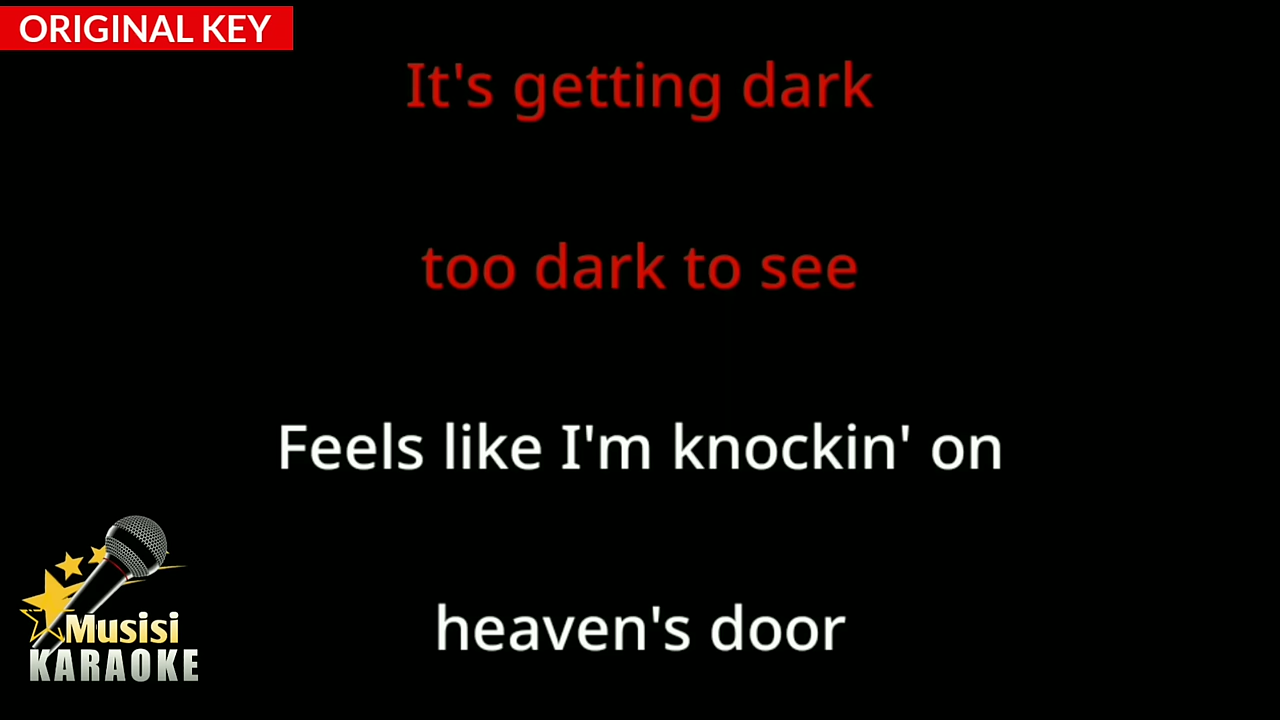 ORIGINAL KEY
It's getting dark
too dark to see
Feels like I'm knockin' on
heaven's door
Musisi
KARAOKE